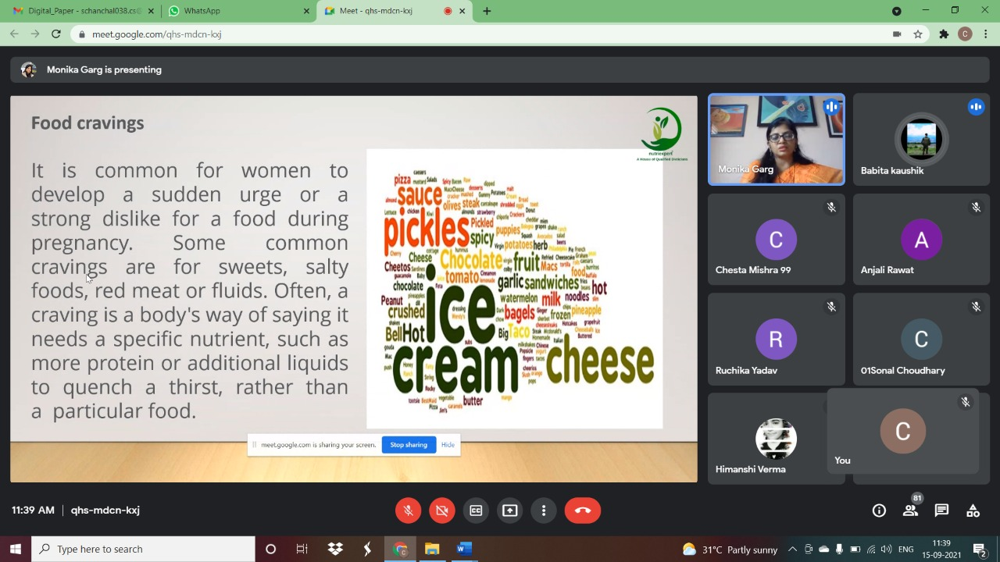 Digital_Paper - schanchal038.cs@
WhatsApp
Meet - qhs-mdcn-kxj
meet.google.com/qhs-mdcn-kxj
C
Monika Garg is presenting
Food cravings
It is common for women to
develop a sudden urge or a
strong dislike for a food during
pregnancy. Some common
cravings are for sweets, salty
foods, red meat or fluids. Often, a
craving is a body's way of saying it
needs a specific nutrient, such as
more protein or additional liquids
to quench a thirst, rather than
a particular food.
nutriexpert
A House of Qualified Dieticians
pizza
caesars
mustard Salads
sauce
olives steak
pickles
Pickled
spicy
puppies
potatoes herb
Cheese
Chocolate
fruit
Cheetos
Macs
food
tomato
chocolate
garlic sandwiches
hot
Peanut
watermelon milk noodles
crushed
ice
bagels
frozen pineapple
Bell Hot
Big Taco
cream
cheese
butter
meet.google.com is sharing your screen.
Stop sharing
Hide
Monika Garg
Babita kaushik
C
Chesta Mishra 99
A
Anjali Rawat
R
Ruchika Yadav
C
01Sonal Choudhary
Himanshi Verma
C
You
11:39 AM | qhs-mdcn-kxj
CC
81
Type here to search
31°C Partly sunny
ENG
11:39
15-09-2021
2